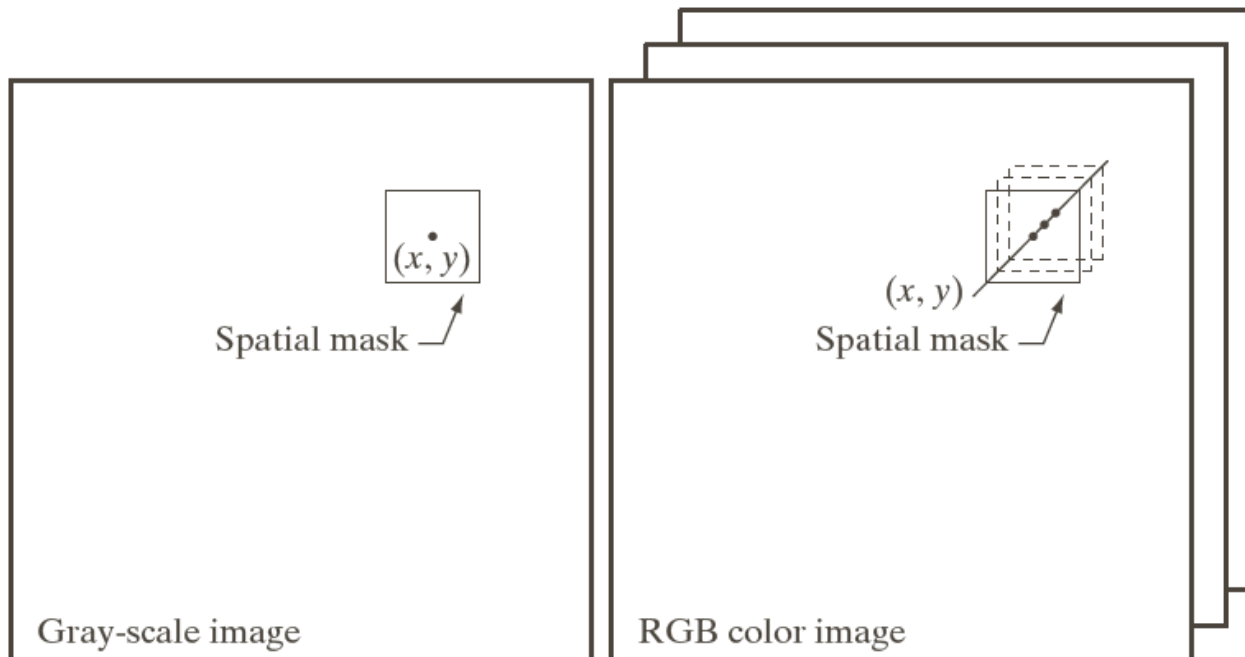 (x, y)
Spatial mask
Gray-scale image
(x, y)
Spatial mask
RGB color image